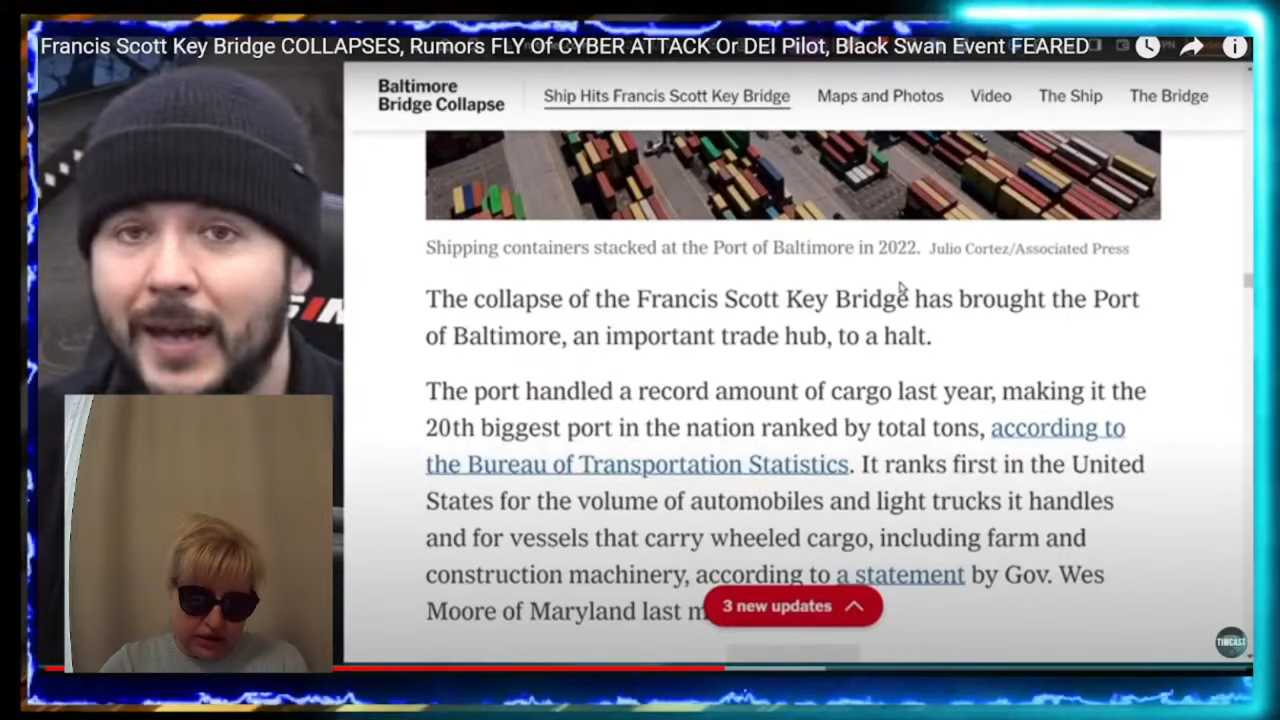 Francis Scott Key Bridge COLLAPSES, Rumors FLY Of CYBER ATTACK Or DEI Pilot, Black Swan Event FEARED
Baltimore
Bridge Collapse
Ship Hits Francis Scott Key Bridge
Maps and Photos
Video
The Ship
The Bridge
Shipping containers stacked at the Port of Baltimore in 2022. Julio Cortez/Associated Press
The collapse of the Francis Scott Key Bridge has brought the Port
of Baltimore, an important trade hub, to a halt.
The port handled a record amount of cargo last year, making it the
20th biggest port in the nation ranked by total tons, according to
the Bureau of Transportation Statistics. It ranks first in the United
States for the volume of automobiles and light trucks it handles
and for vessels that carry wheeled cargo, including farm and
construction machinery, according to a statement by Gov. Wes
Moore of Maryland last
3 new updates
TIMCAST